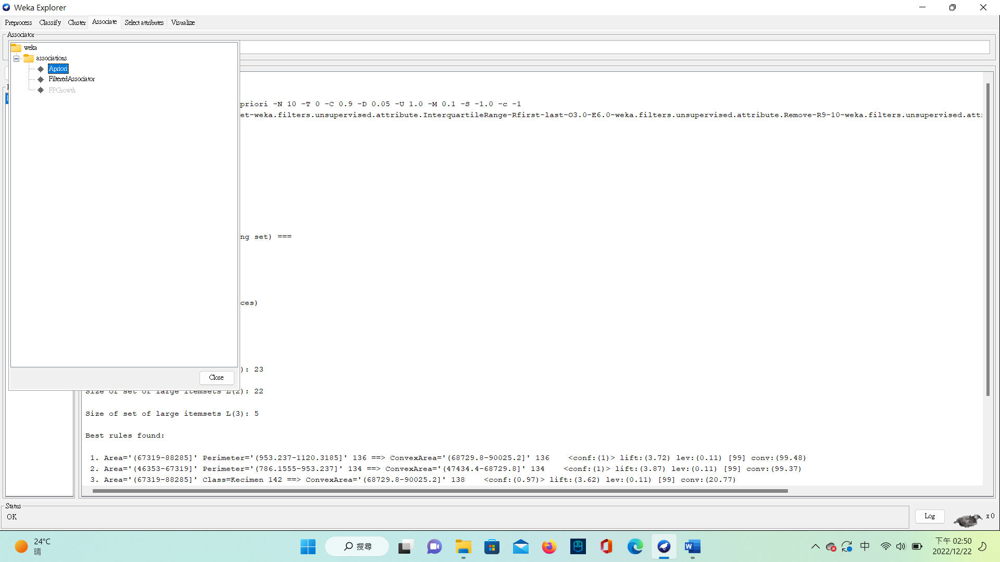 Weka Explorer
Preprocess Classify Cluster Associate Select attributes Visualize
Associator
weka
associations
Apriori
FilteredAssociator
FPGrowth
priori -N 10 -T 0 -C 0.9 -D 0.05 -U 1.0 -M 0.1 -S -1.0 -c -1
et-weka.filters.unsupervised.attribute.InterquartileRange-Rfirst-last-O3.0-E6.0-weka.filters.unsupervised.attribute.Remove-R9-10-weka.filters.unsupervised.att
ng set) ===
ces)
): 23
Close
Size of set of large itemsets L(2): 22
Size of set of large itemsets L(3): 5
Best rules found:
1. Area='(67319-88285]' Perimeter='(953.237-1120.3185]' 136 ==> ConvexArea='(68729.8-90025.2]' 136 <conf:(1)> lift:(3.72) lev:(0.11) [99] conv:(99.48)
2. Area='(46353-67319]' Perimeter='(786.1555-953.237]' 134 ==> ConvexArea='(47434.4-68729.8]' 134 <conf:(1)> lift:(3.87) lev:(0.11) [99] conv:(99.37)
3. Area='(67319-88285]' Class=Kecimen 142 ==> ConvexArea='(68729.8-90025.2]' 138 <conf:(0.97)> lift:(3.62) lev:(0.11) [99] conv:(20.77)
Status
OK
Log
x 0
24°C
晴
搜尋
中
下午 02:50
2022/12/22